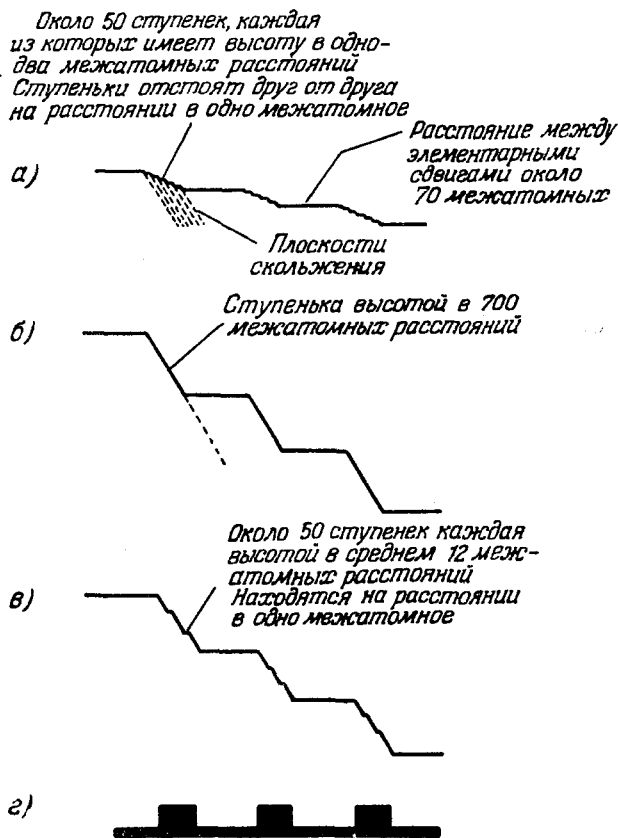 Около 50 ступенек, каждая
из которых имеет высоту в одно-
два межатомных расстояний
Ступеньки отстоят друг от друга
на расстоянии в одно межатомное
Расстояние между
элементарными
сдвигами около
70 межатомных
а)
Плоскости
скольжения
Ступенька высотой в 700
межатомных расстояний
б)
Около 50 ступенек каждая
высотой в среднем 12 меж-
атомных расстояний
Находятся на расстоянии
в одно межатомное
в)
г)